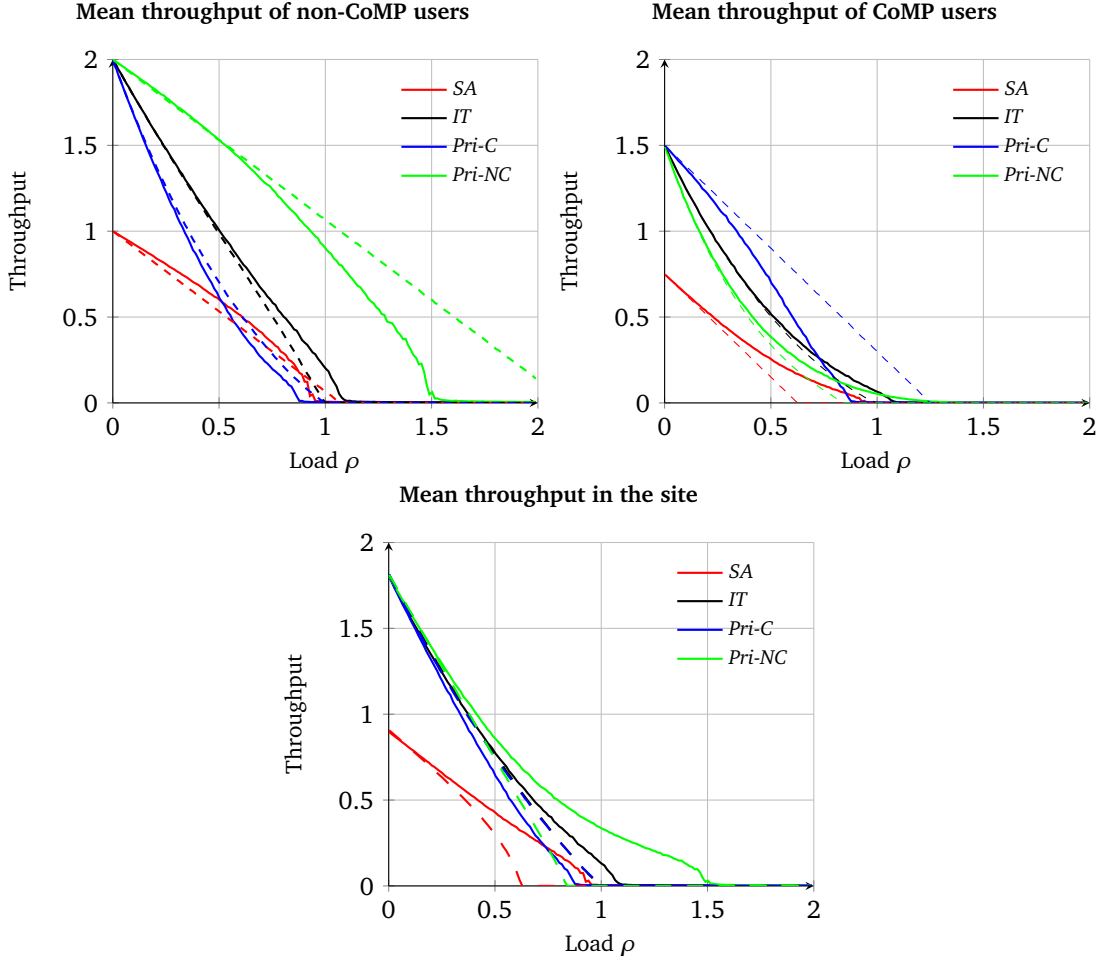 Mean throughput of non-CoMP users
2
1.5
1
0.5
0
0
0.5
1
1.5
2
Throughput
Load ρ
SA
IT
Pri-C
Pri-NC
Mean throughput of CoMP users
2
1.5
1
0.5
0
0
0.5
1
1.5
2
Throughput
Load ρ
SA
IT
Pri-C
Pri-NC
Mean throughput in the site
2
1.5
1
0.5
0
0
0.5
1
1.5
2
Throughput
Load ρ
SA
IT
Pri-C
Pri-NC